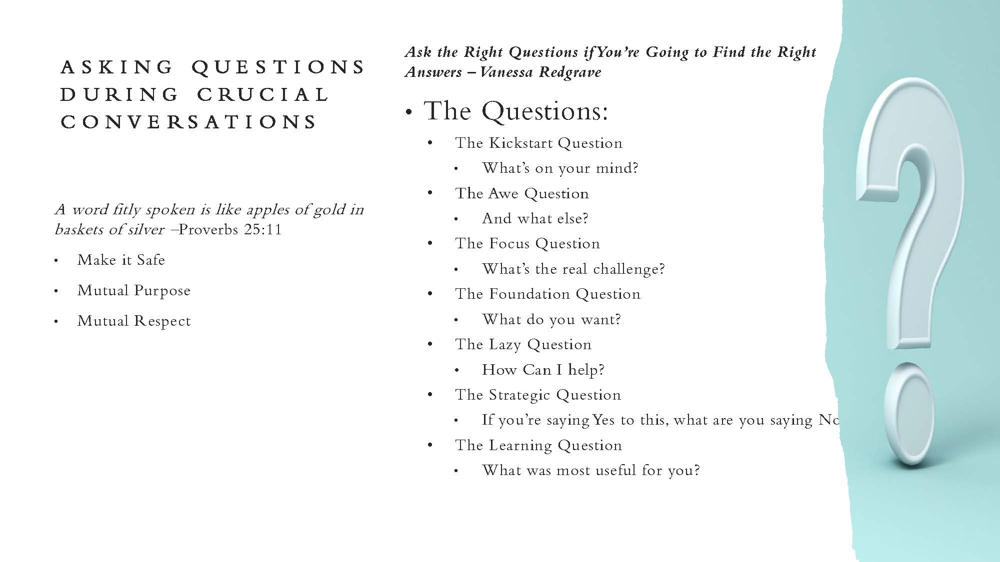 ASKING QUESTIONS
DURING CRUCIAL
CONVERSATIONS
A word fitly spoken is like apples of gold in
baskets of silver –Proverbs 25:11
• Make it Safe
• Mutual Purpose
• Mutual Respect
Ask the Right Questions if You’re Going to Find the Right
Answers – Vanessa Redgrave
• The Questions:
• The Kickstart Question
• What’s on your mind?
• The Awe Question
• And what else?
• The Focus Question
• What’s the real challenge?
• The Foundation Question
• What do you want?
• The Lazy Question
• How Can I help?
• The Strategic Question
• If you’re saying Yes to this, what are you saying No
• The Learning Question
• What was most useful for you?